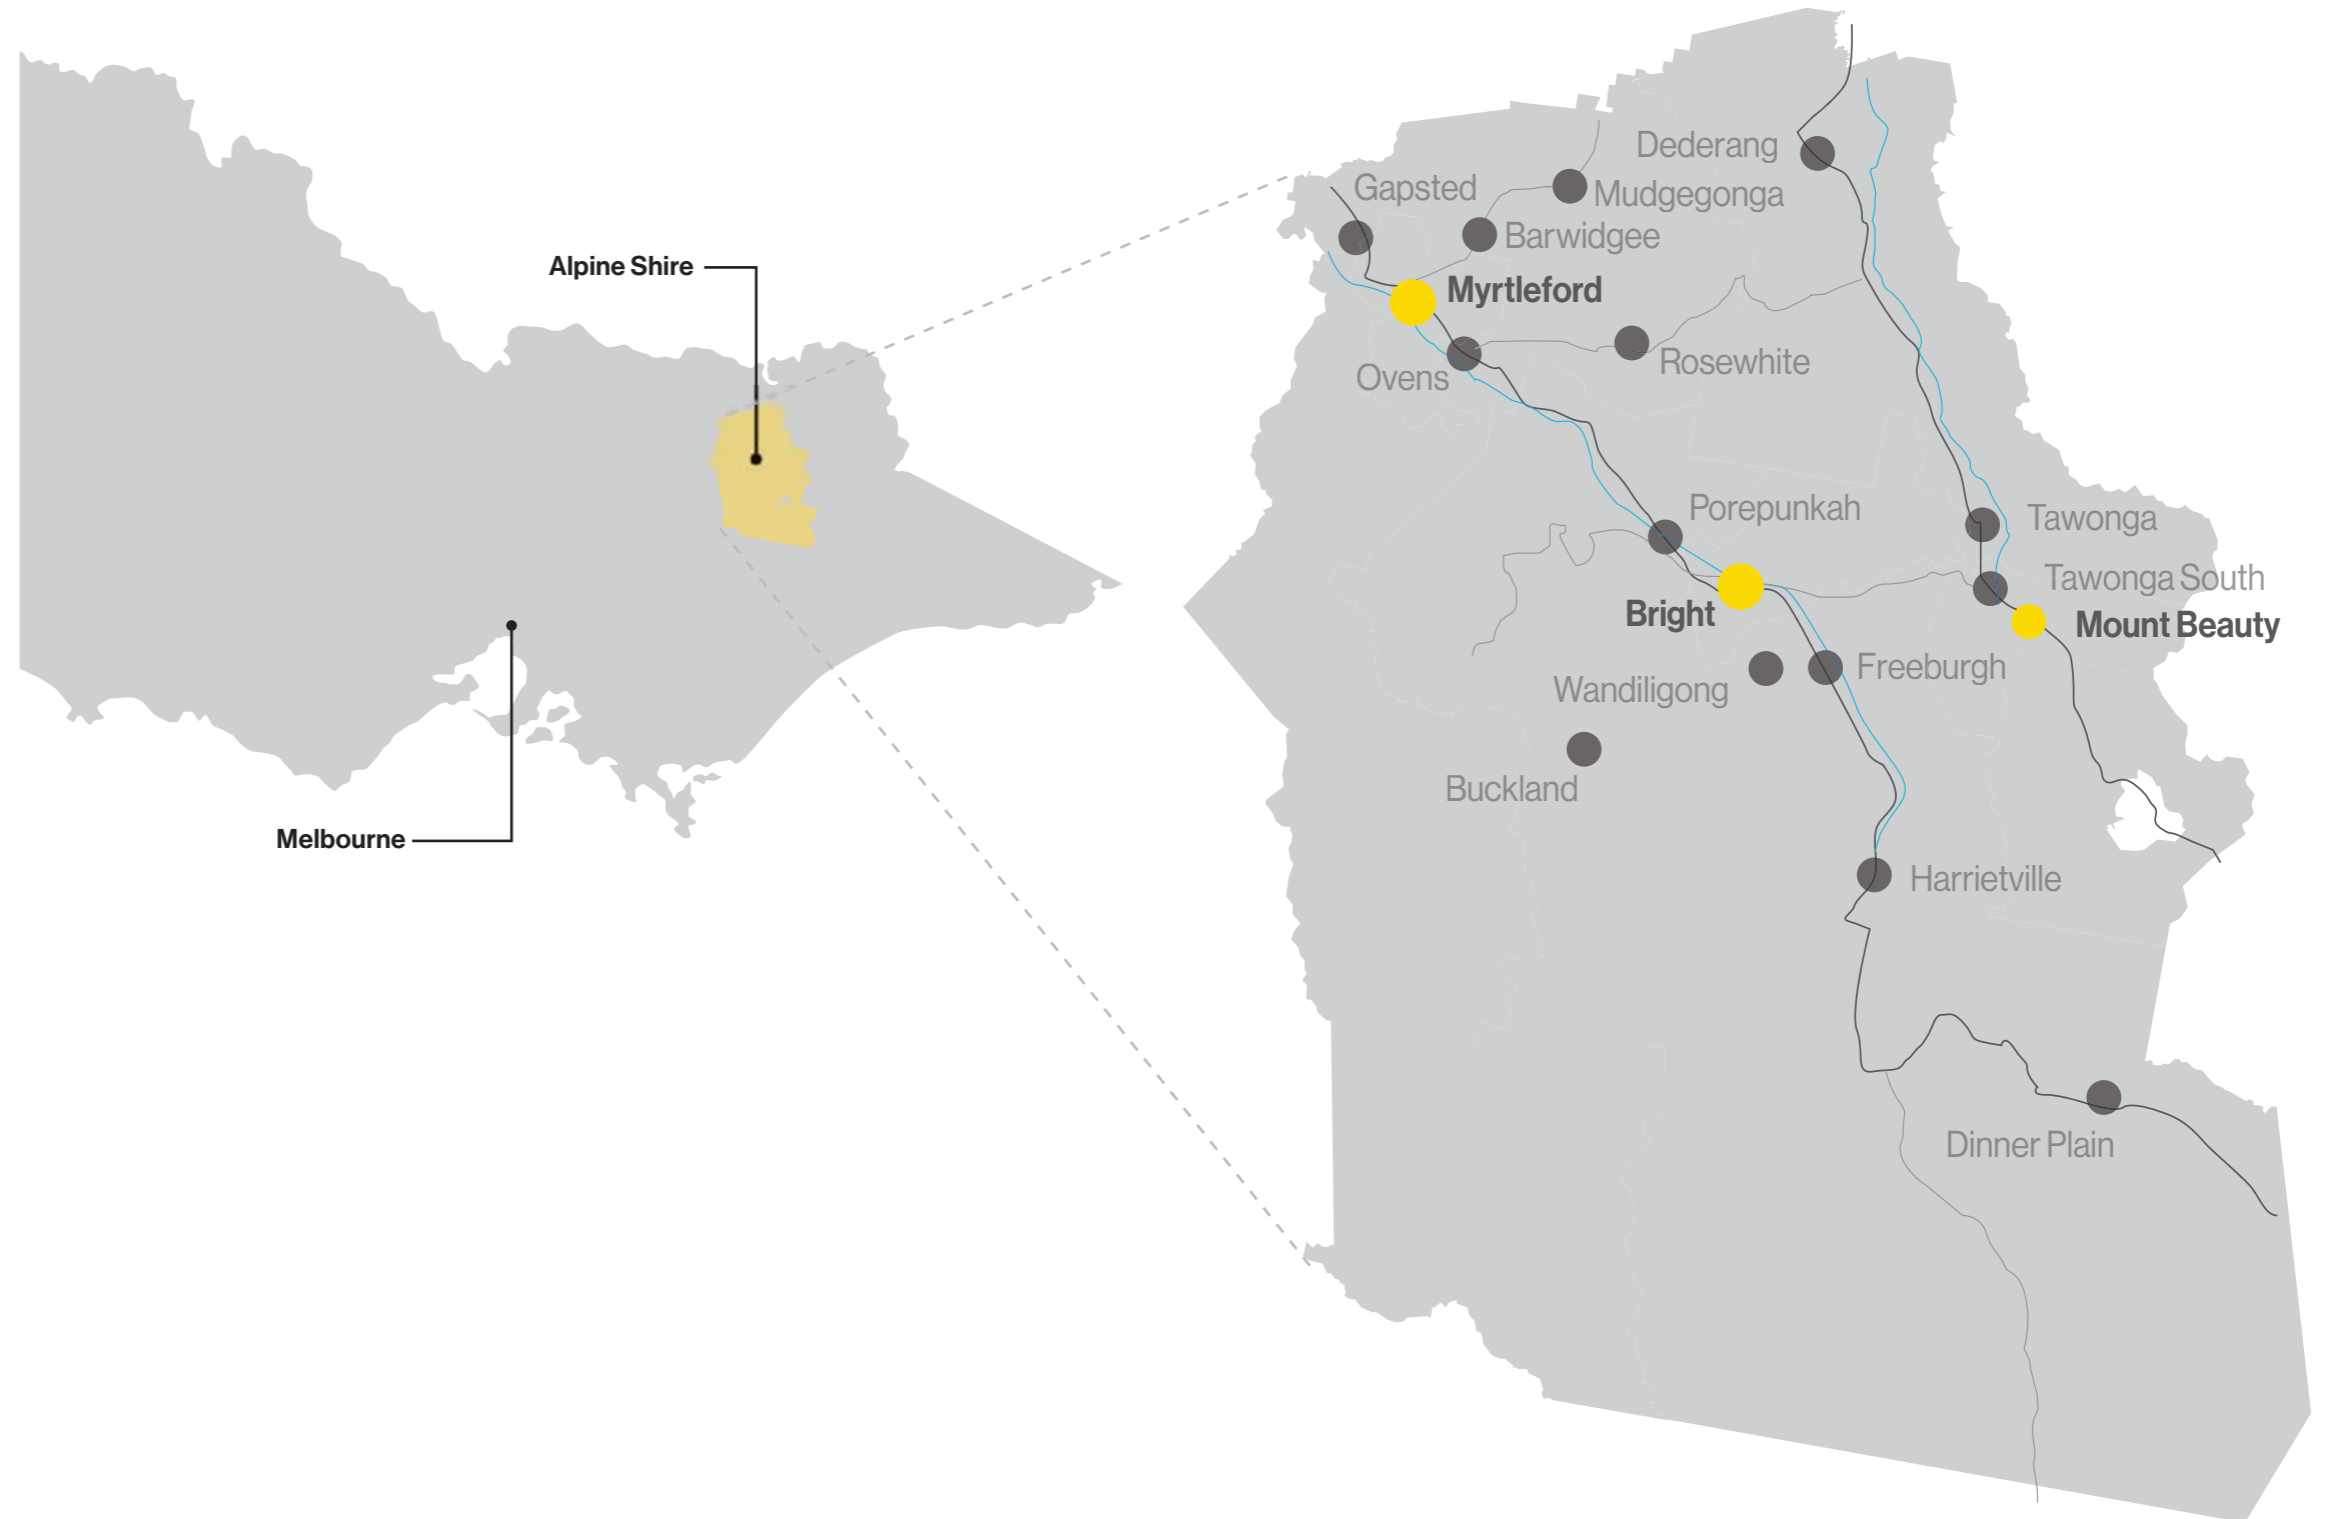 Alpine Shire
Melbourne
Dederang
Gapsted
Mudgegonga
Barwidgee
Myrtleford
Rosewhite
Ovens
Porepunkah
Tawonga
Tawonga South
Bright
Mount Beauty
Freeburgh
Wandiligong
Buckland
Harrietville
Dinner Plain